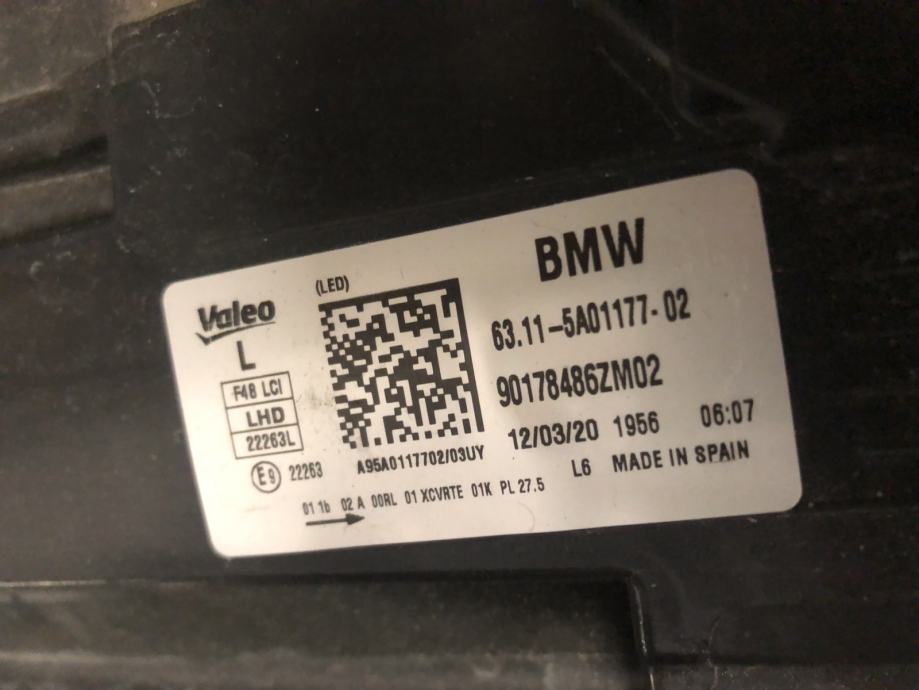 Valeo
L
F48 LCI
LHD
22263L
E9 22263
(LED)
A95A0117702/03UY
BMW
63.11-5A01177-02
90178486ZM02
12/03/20 1956 06:07
L6 MADE IN SPAIN
01 1b 02 A 00RL 01 XCVRTE 01K PL 27.5